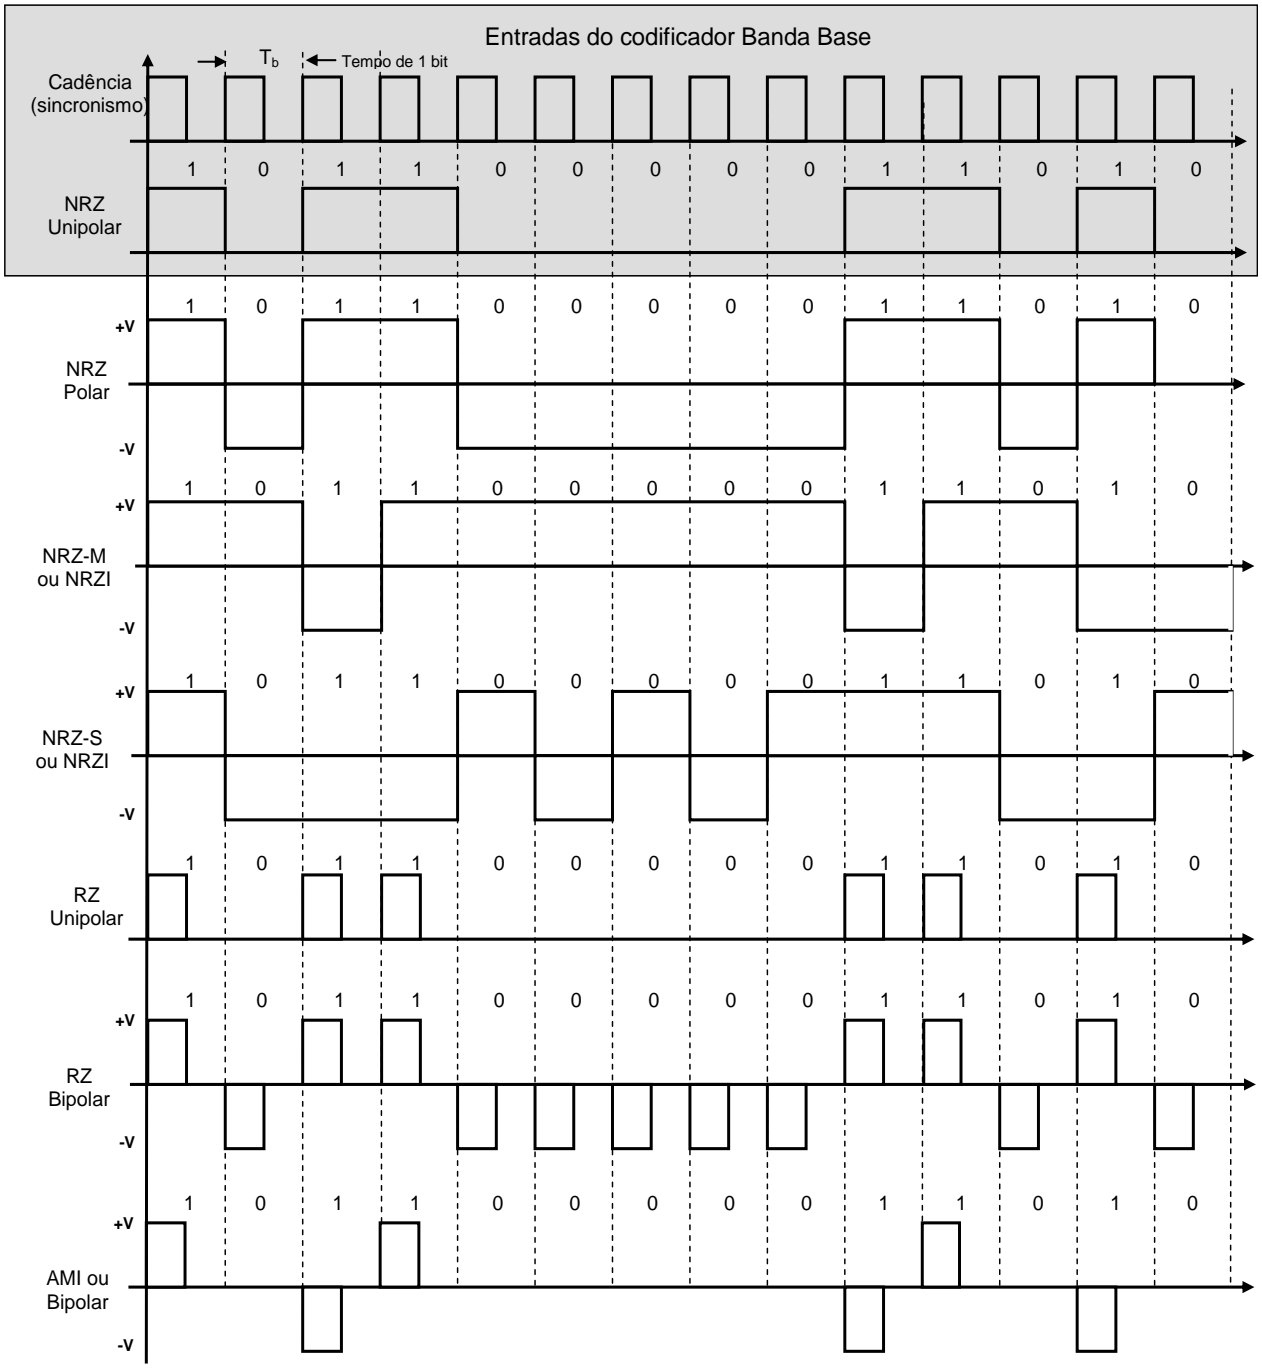 Entradas do codificador Banda Base
T_b
Tempo de 1 bit
Cadência
(sincronismo)
1 0 1 1 0 0 0 0 0 1 1 0 1 0
NRZ
Unipolar
1 0 1 1 0 0 0 0 0 1 1 0 1 0
+V
NRZ
Polar
-V
1 0 1 1 0 0 0 0 0 1 1 0 1 0
+V
NRZ-M
ou NRZI
-V
1 0 1 1 0 0 0 0 0 1 1 0 1 0
+V
NRZ-S
ou NRZI
-V
1 0 1 1 0 0 0 0 0 1 1 0 1 0
RZ
Unipolar
1 0 1 1 0 0 0 0 0 1 1 0 1 0
+V
RZ
Bipolar
-V
1 0 1 1 0 0 0 0 0 1 1 0 1 0
+V
AMI ou
Bipolar
-V